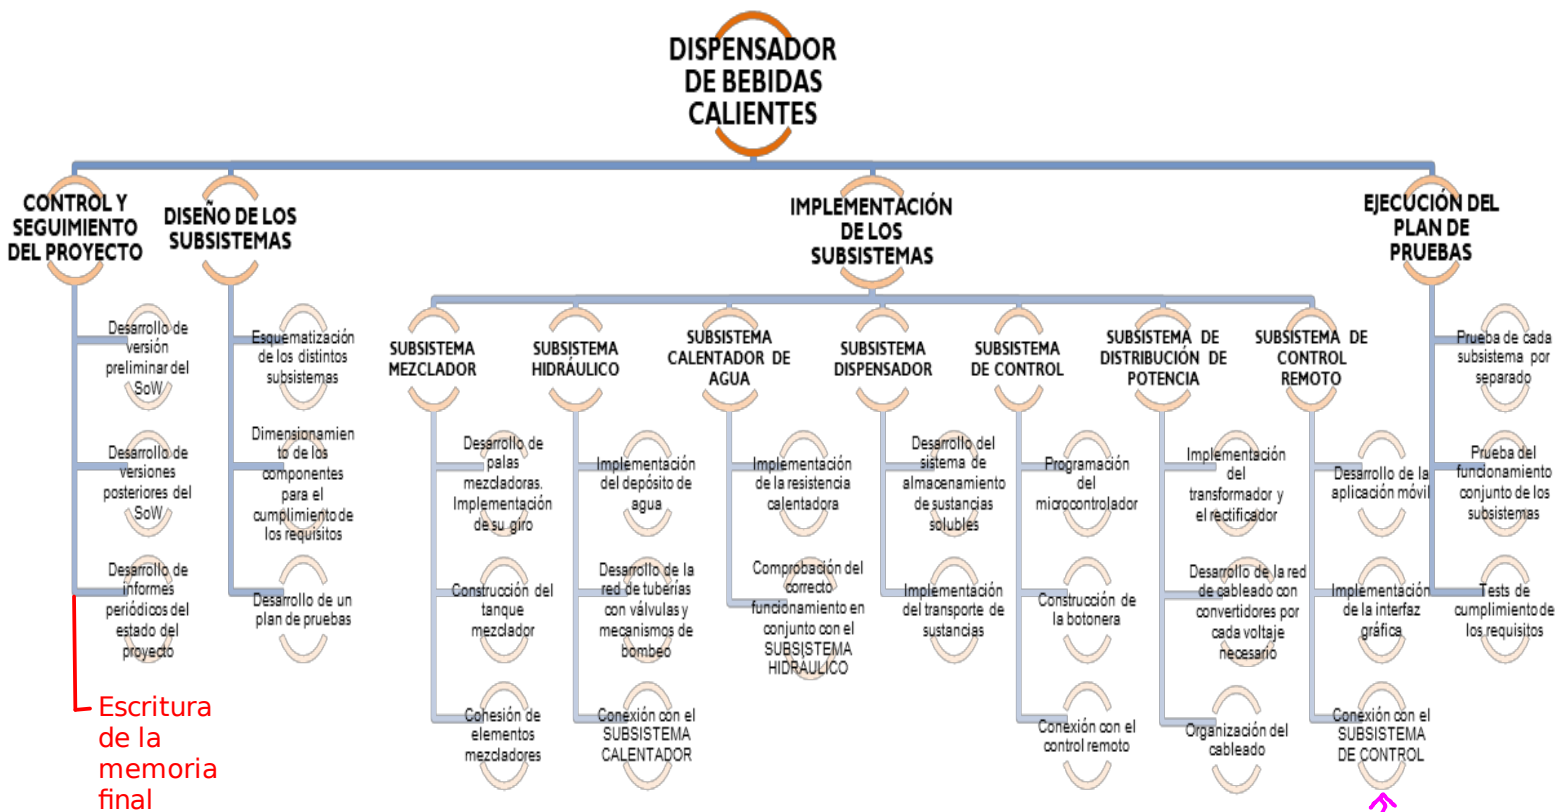 DISPENSADOR
DE BEBIDAS
CALIENTES
CONTROL Y
SEGUIMIENTO
DEL PROYECTO
Desarrollo de
versión
preliminar del
SoW
Desarrollo de
versiones
posteriores del
SoW
Desarrollo de
informes
periódicos del
estado del
proyecto
Escritura
de la
memoria
final
DISEÑO DE LOS
SUBSISTEMAS
Esquematización
de los distintos
subsistemas
Dimensionamien
to de los
componentes
para el
cumplimiento de
los requisitos
Desarrollo de un
plan de pruebas
IMPLEMENTACIÓN
DE LOS
SUBSISTEMAS
SUBSISTEMA
MEZCLADOR
Desarrollo de
palas
mezcladoras.
Implementación
de su giro
Construcción del
tanque
mezclador
Cohesión de
elementos
mezcladores
SUBSISTEMA
HIDRÁULICO
Implementación
del depósito de
agua
Desarrollo de la
red de tuberías
con válvulas y
mecanismos de
bombeo
Conexión con el
SUBSISTEMA
CALENTADOR
SUBSISTEMA
CALENTADOR DE
AGUA
Implementación
de la resistencia
calentadora
Comprobación del
correcto
funcionamiento en
conjunto con el
SUBSISTEMA
HIDRÁULICO
SUBSISTEMA
DISPENSADOR
Desarrollo del
sistema de
almacenamiento
de sustancias
solubles
Implementación
del transporte de
sustancias
SUBSISTEMA
DE CONTROL
Programación
del
microcontrolador
Construcción de
la botonera
Conexión con el
control remoto
SUBSISTEMA DE
DISTRIBUCIÓN DE
POTENCIA
Implementación
del
transformador y
el rectificador
Desarrollo de la red
de cableado con
convertidores por
cada voltaje
necesario
Organización del
cableado
SUBSISTEMA DE
CONTROL
REMOTO
Desarrollo de la
aplicación móvil
Implementación
de la interfaz
gráfica
Conexión con el
SUBSISTEMA
DE CONTROL
EJECUCIÓN DEL
PLAN DE
PRUEBAS
Prueba de cada
subsistema por
separado
Prueba del
funcionamiento
conjunto de los
subsistemas
Tests de
cumplimiento de
los requisitos